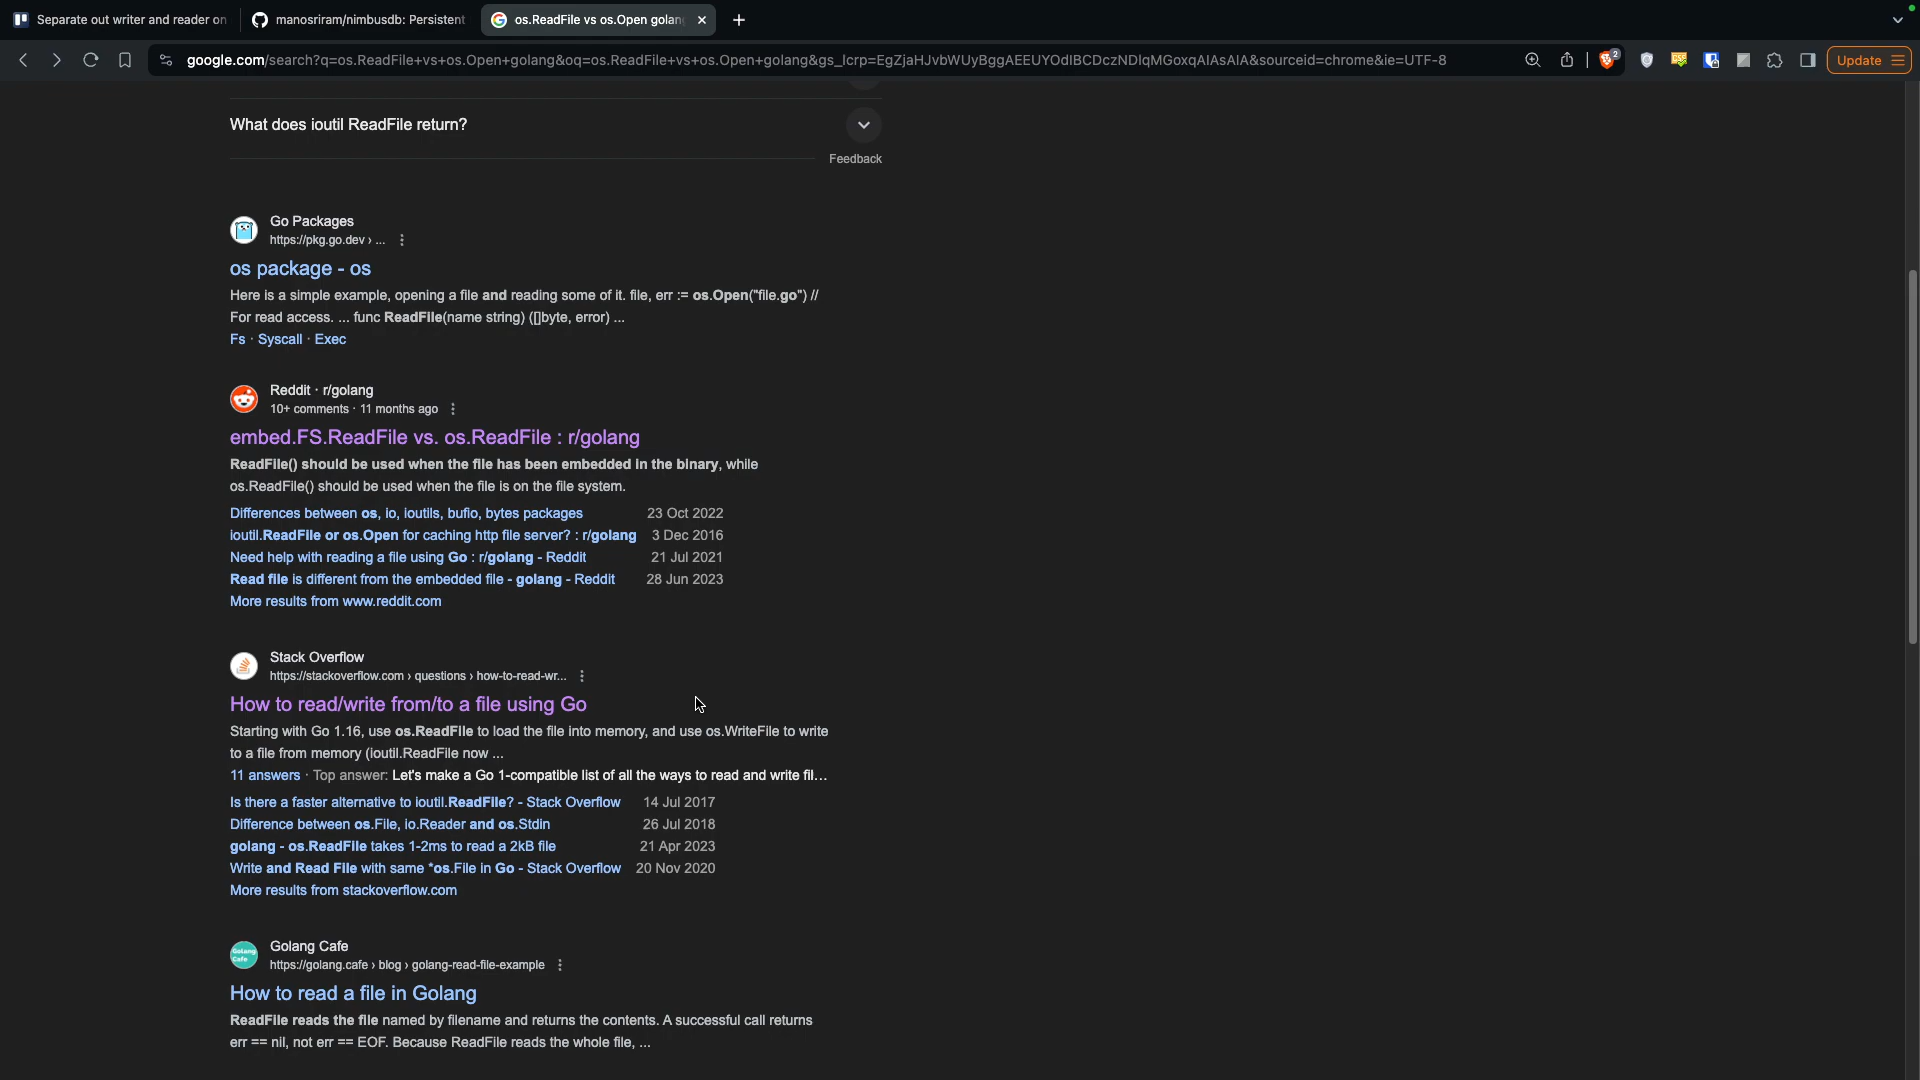 Separate out writer and reader on
manosriram/nimbusdb: Persistent
os.ReadFile vs os.Open golan
google.com/search?q=os.ReadFile+vs+os.Open+golang&oq=os.ReadFile+vs+os.Open+golang&gs_lcrp=EgZjaHJvbWUyBggAEEUYOdIBCDczNDlqMGoxqAIAsAIA&sourceid=chrome&ie=UTF-8
2
Update
What does ioutil ReadFile return?
Feedback
Go Packages
https://pkg.go.dev › ...
os package - os
Here is a simple example, opening a file and reading some of it. file, err := os.Open("file.go") //
For read access. ... func ReadFile(name string) ([]byte, error) ...
Fs · Syscall · Exec
Reddit · r/golang
10+ comments · 11 months ago
embed.FS.ReadFile vs. os.ReadFile : r/golang
ReadFile() should be used when the file has been embedded in the binary, while
os.ReadFile() should be used when the file is on the file system.
Differences between os, io, ioutils, bufio, bytes packages 23 Oct 2022
ioutil.ReadFile or os.Open for caching http file server? : r/golang 3 Dec 2016
Need help with reading a file using Go : r/golang - Reddit 21 Jul 2021
Read file is different from the embedded file - golang - Reddit 28 Jun 2023
More results from www.reddit.com
Stack Overflow
https://stackoverflow.com › questions › how-to-read-wr...
How to read/write from/to a file using Go
Starting with Go 1.16, use os.ReadFile to load the file into memory, and use os.WriteFile to write
to a file from memory (ioutil.ReadFile now ...
11 answers · Top answer: Let's make a Go 1-compatible list of all the ways to read and write fil...
Is there a faster alternative to ioutil.ReadFile? - Stack Overflow 14 Jul 2017
Difference between os.File, io.Reader and os.Stdin 26 Jul 2018
golang - os.ReadFile takes 1-2ms to read a 2kB file 21 Apr 2023
Write and Read File with same *os.File in Go - Stack Overflow 20 Nov 2020
More results from stackoverflow.com
Golang Cafe
Golang Cafe
https://golang.cafe › blog › golang-read-file-example
How to read a file in Golang
ReadFile reads the file named by filename and returns the contents. A successful call returns
err == nil, not err == EOF. Because ReadFile reads the whole file, ...